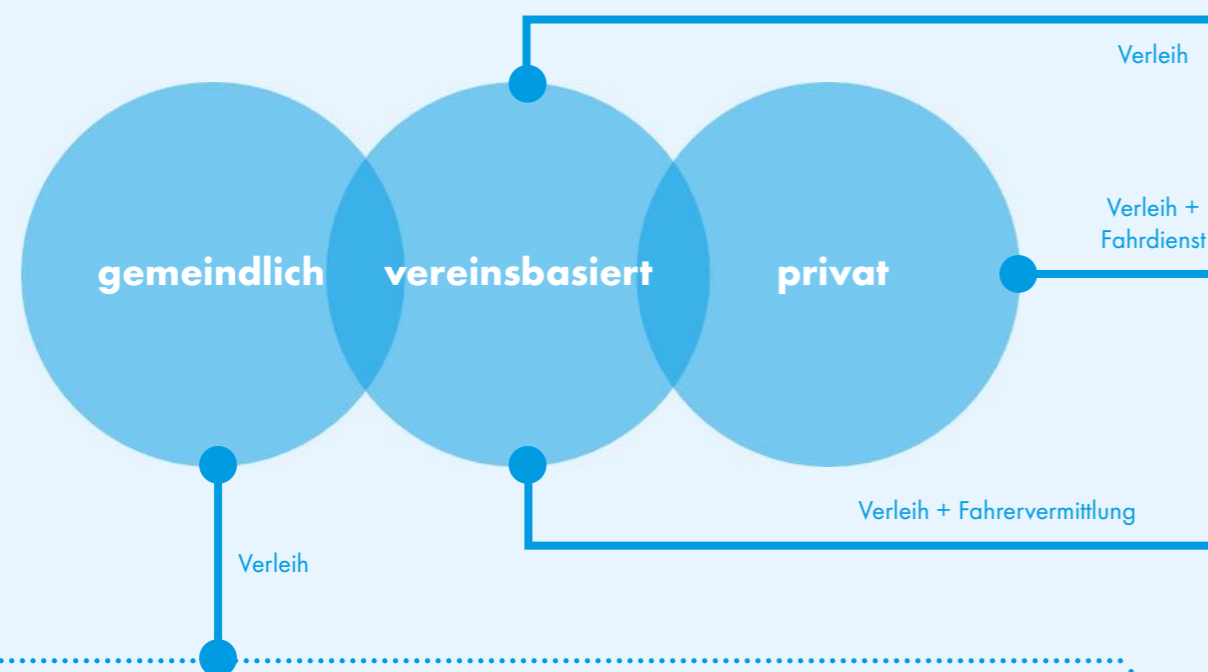 Verleih
Verleih +
Fahrdienst
gemeindlich
vereinsbasiert
privat
Verleih + Fahrervermittlung
Verleih